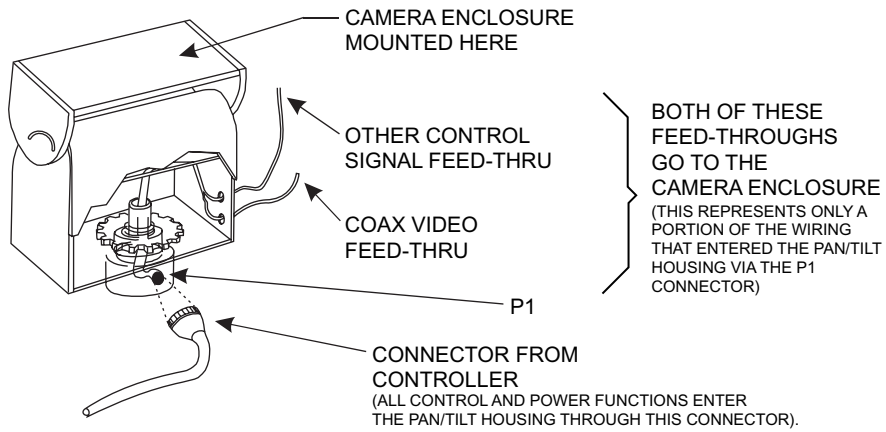 CAMERA ENCLOSURE
MOUNTED HERE
OTHER CONTROL
SIGNAL FEED-THRU
COAX VIDEO
FEED-THRU
BOTH OF THESE
FEED-THROUGHS
GO TO THE
CAMERA ENCLOSURE
(THIS REPRESENTS ONLY A
PORTION OF THE WIRING
THAT ENTERED THE PAN/TILT
HOUSING VIA THE P1
CONNECTOR)
P1
CONNECTOR FROM
CONTROLLER
(ALL CONTROL AND POWER FUNCTIONS ENTER
THE PAN/TILT HOUSING THROUGH THIS CONNECTOR).